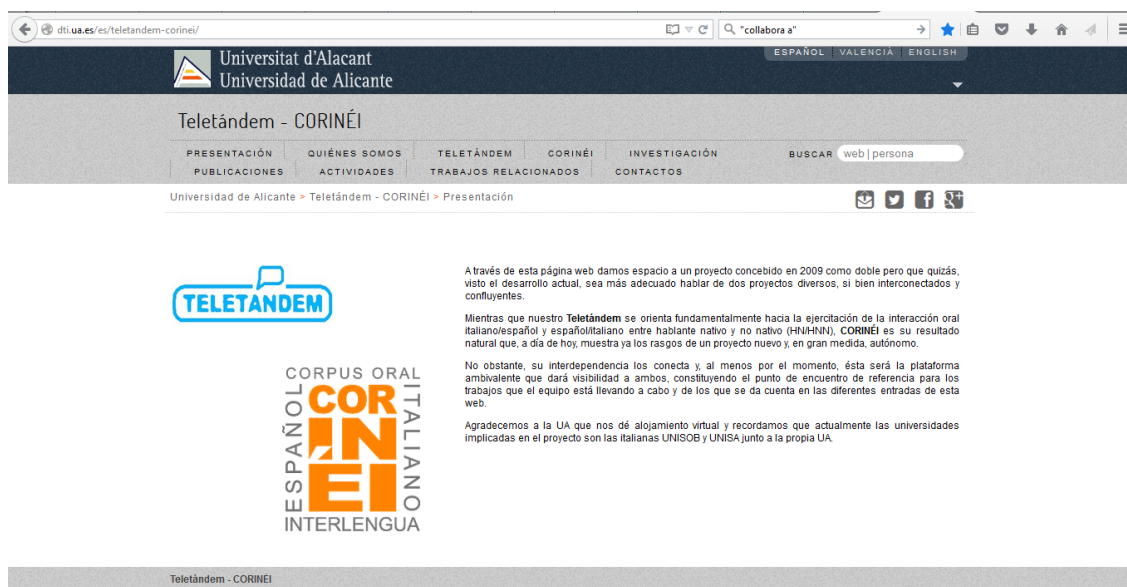 dti.ua.es/es/teletandem-corinei/
"collabora a"
Universitat d'Alacant
Universidad de Alicante
ESPAÑOL VALENCIÀ ENGLISH
Teletándem - CORINÉI
PRESENTACIÓN QUIÉNES SOMOS TELETÁNDEM CORINÉI INVESTIGACIÓN
PUBLICACIONES ACTIVIDADES TRABAJOS RELACIONADOS CONTACTOS
BUSCAR web | persona
Universidad de Alicante > Teletándem - CORINÉI > Presentación
TELETANDEM
CORPUS ORAL
ESPAÑOL
COR
IN
ÉI
ITALIANO
INTERLENGUA
A través de esta página web damos espacio a un proyecto concebido en 2009 como doble pero que quizás,
visto el desarrollo actual, sea más adecuado hablar de dos proyectos diversos, si bien interconectados y
confluyentes.
Mientras que nuestro Teletándem se orienta fundamentalmente hacia la ejercitación de la interacción oral
italiano/español y español/italiano entre hablante nativo y no nativo (HN/HNN), CORINÉI es su resultado
natural que, a día de hoy, muestra ya los rasgos de un proyecto nuevo y, en gran medida, autónomo.
No obstante, su interdependencia los conecta y, al menos por el momento, ésta será la plataforma
ambivalente que dará visibilidad a ambos, constituyendo el punto de encuentro de referencia para los
trabajos que el equipo está llevando a cabo y de los que se da cuenta en las diferentes entradas de esta
web.
Agradecemos a la UA que nos dé alojamiento virtual y recordamos que actualmente las universidades
implicadas en el proyecto son las italianas UNISOB y UNISA junto a la propia UA.
Teletándem - CORINÉI